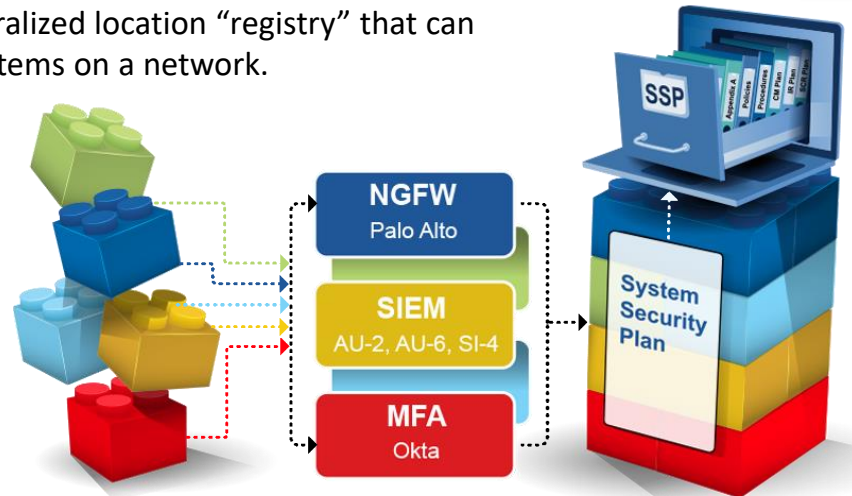 ralized location “registry” that can
tems on a network.
SSP
Appendix A
Policies
Procedures
CM Plan
IR Plan
SCR Plan
NGFW
Palo Alto
SIEM
AU-2, AU-6, SI-4
MFA
Okta
System
Security
Plan